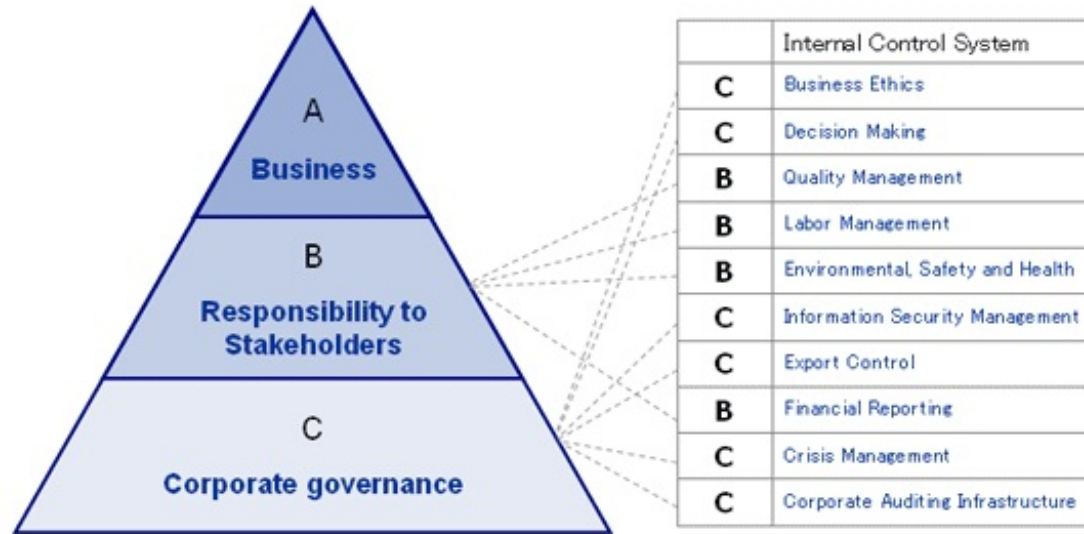 A
Business
B
Responsibility to
Stakeholders
C
Corporate governance
Internal Control System
C Business Ethics
C Decision Making
B Quality Management
B Labor Management
B Environmental, Safety and Health
C Information Security Management
C Export Control
B Financial Reporting
C Crisis Management
C Corporate Auditing Infrastructure